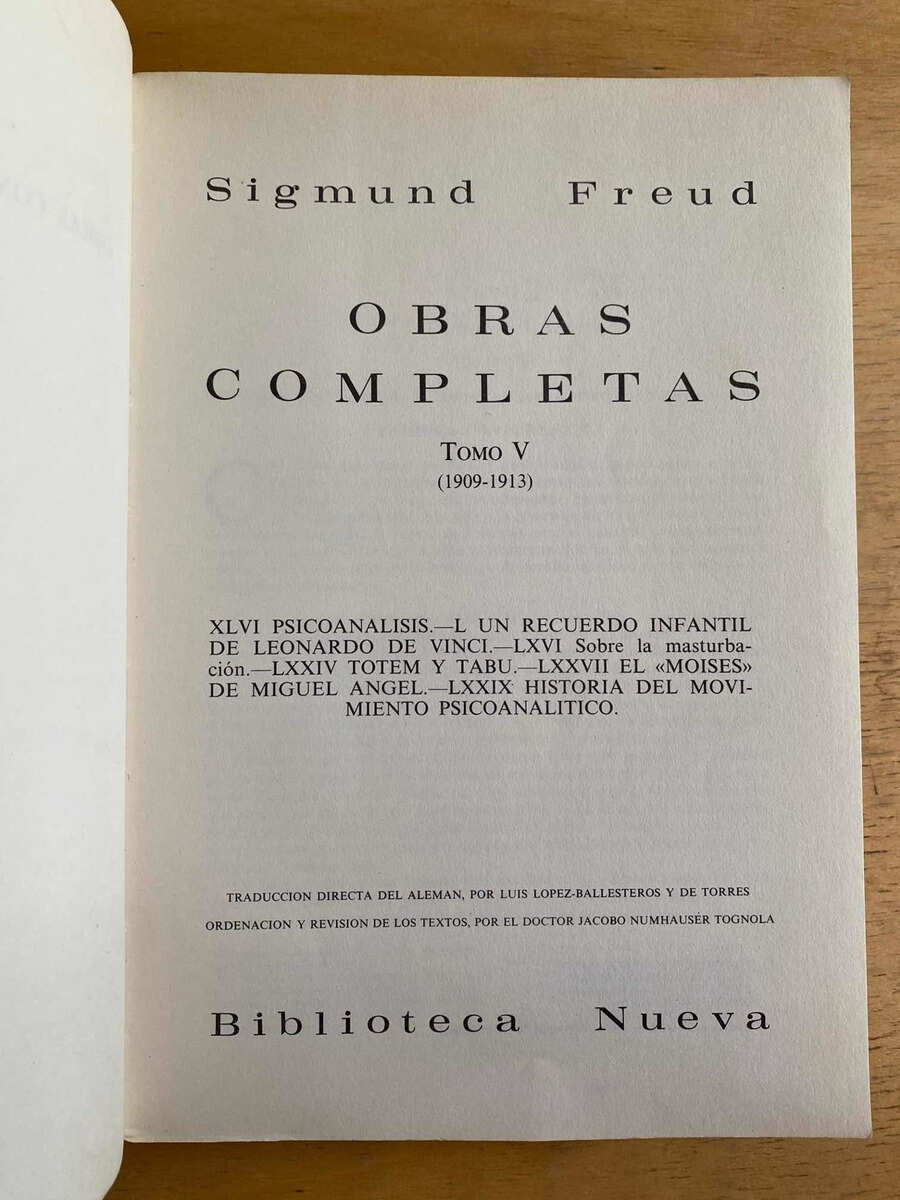 Sigmund Freud
OBRAS
COMPLETAS
TOMO V
(1909-1913)
XLVI PSICOANALISIS.—L UN RECUERDO INFANTIL
DE LEONARDO DE VINCI.—LXVI Sobre la masturba-
ción.—LXXIV TOTEM Y TABU.—LXXVII EL «MOISES»
DE MIGUEL ANGEL.—LXXIX HISTORIA DEL MOVI-
MIENTO PSICOANALITICO.
TRADUCCION DIRECTA DEL ALEMAN, POR LUIS LOPEZ-BALLESTEROS Y DE TORRES
ORDENACION Y REVISION DE LOS TEXTOS, POR EL DOCTOR JACOBO NUMHAUSER TOGNOLA
Biblioteca Nueva